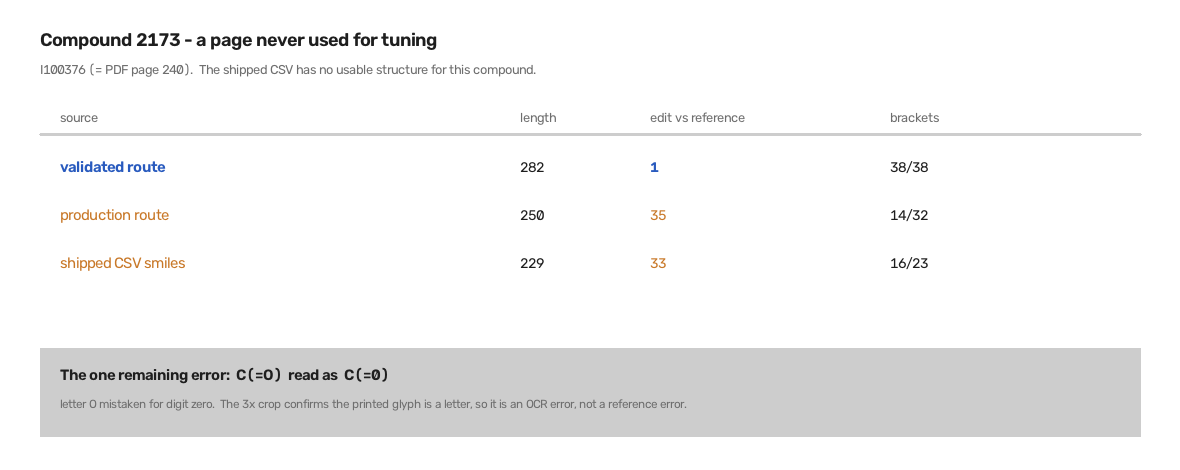 Compound 2173 - a page never used for tuning
I100376 (= PDF page 240). The shipped CSV has no usable structure for this compound.
source length edit vs reference brackets
validated route 282 1 38/38
production route 250 35 14/32
shipped CSV smiles 229 33 16/23
The one remaining error: C(=O) read as C(=0)
letter O mistaken for digit zero. The 3x crop confirms the printed glyph is a letter, so it is an OCR error, not a reference error.